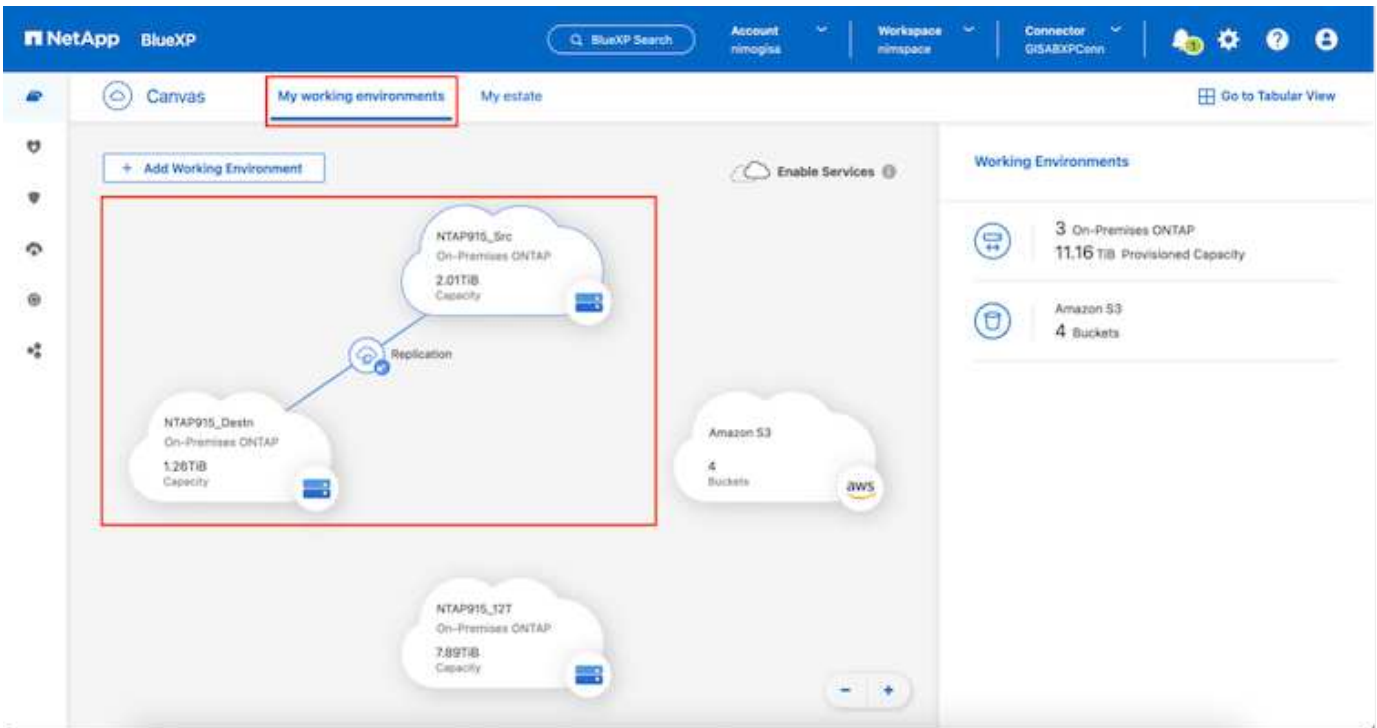 NetApp BlueXP
BlueXP Search
Account
nimogisa
Workspace
nimspace
Connector
GISABXPConn
1
Canvas
My working environments
My estate
Go to Tabular View
+ Add Working Environment
Enable Services
Working Environments
NTAP915_Src
On-Premises ONTAP
2.01TiB
Capacity
3 On-Premises ONTAP
11.16 TiB Provisioned Capacity
Amazon S3
4 Buckets
Replication
NTAP915_Destn
On-Premises ONTAP
1.26TiB
Capacity
Amazon S3
4
Buckets
aws
NTAP915_12T
On-Premises ONTAP
7.89TiB
Capacity
- +